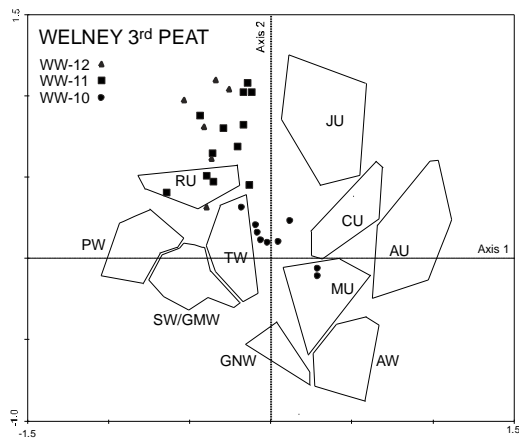 1.5
WELNEY 3rd PEAT
Axis 2
WW-12
WW-11
WW-10
JU
RU
CU
PW
TW
AU
Axis 1
MU
SW/GMW
GNW
AW
-1.0
-1.5
1.5